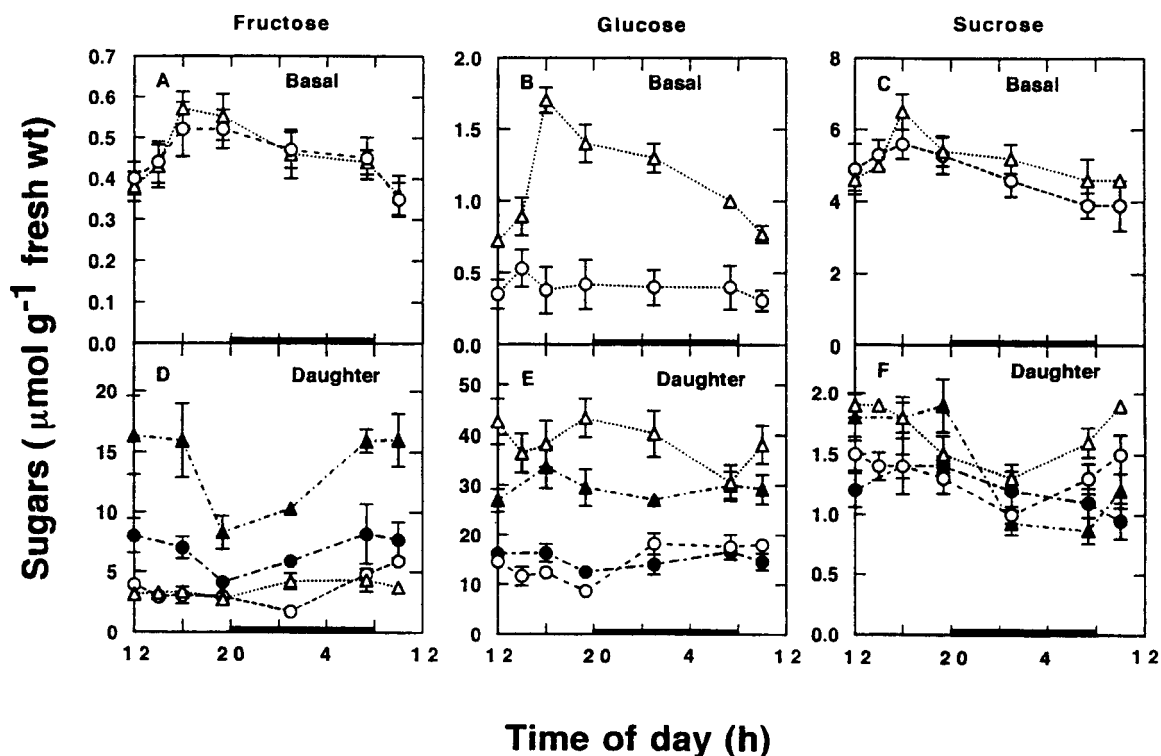 Fructose Glucose Sucrose
Sugars ( μmol g-1 fresh wt)
A Basal
0.7
0.6
0.5
0.4
0.3
0.2
0.1
0.0
B Basal
2.0
1.5
1.0
0.5
0.0
C Basal
8
6
4
2
0
D Daughter
20
15
10
5
0
12 20 4 12
E Daughter
50
40
30
20
10
0
12 20 4 12
F Daughter
2.0
1.5
1.0
0.5
0.0
12 20 4 12
Time of day (h)